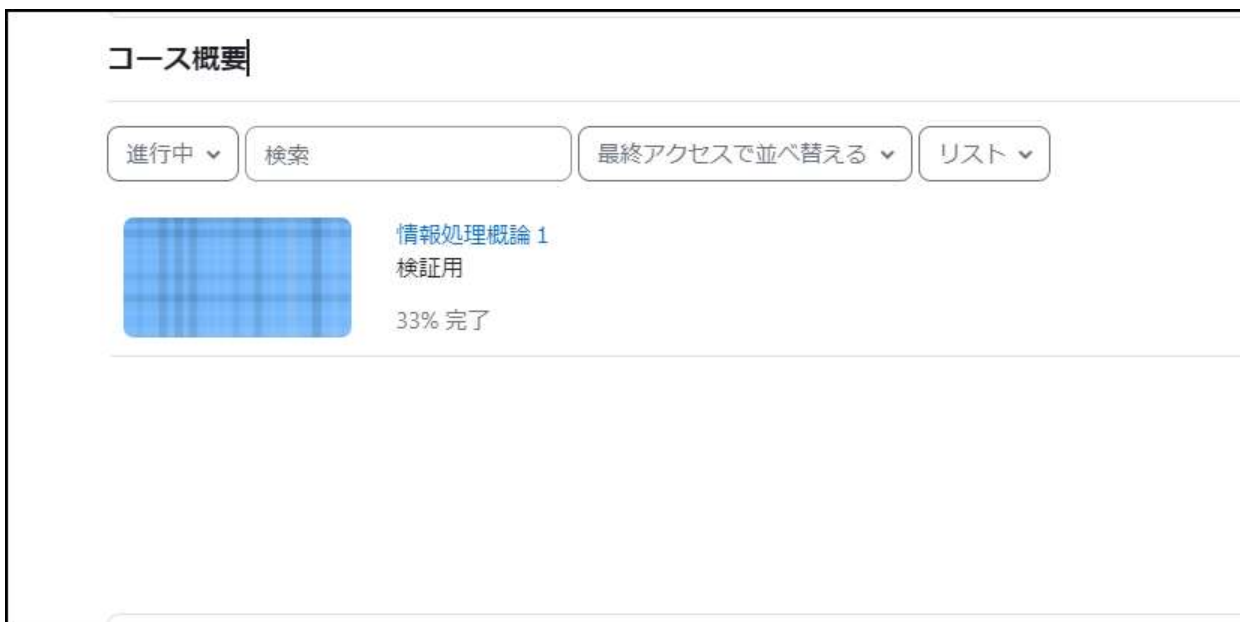 コース概要
進行中 検索 最終アクセスで並べ替える リスト
情報処理概論 1
検証用
33% 完了